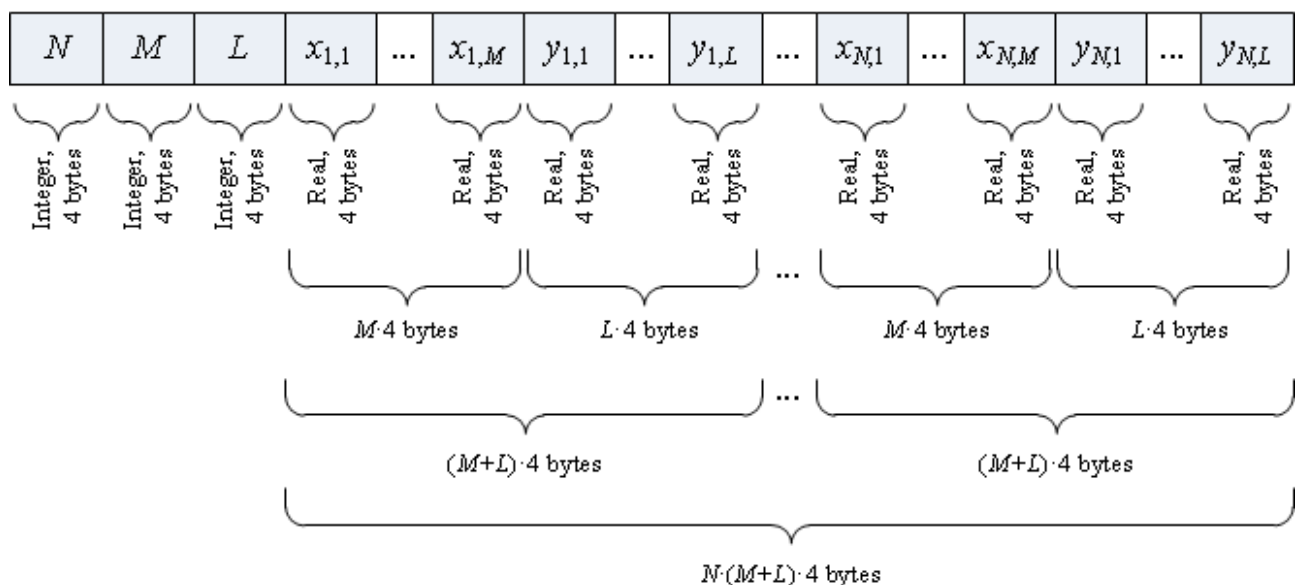 N M L x1,1 ... x1,M y1,1 ... y1,L ... xN,1 ... xN,M yN,1 ... yN,L
Integer,
4 bytes
Integer,
4 bytes
Integer,
4 bytes
Real,
4 bytes
Real,
4 bytes
Real,
4 bytes
Real,
4 bytes
Real,
4 bytes
Real,
4 bytes
Real,
4 bytes
Real,
4 bytes
...
M·4 bytes L·4 bytes M·4 bytes L·4 bytes
...
(M+L)·4 bytes (M+L)·4 bytes
N·(M+L)·4 bytes